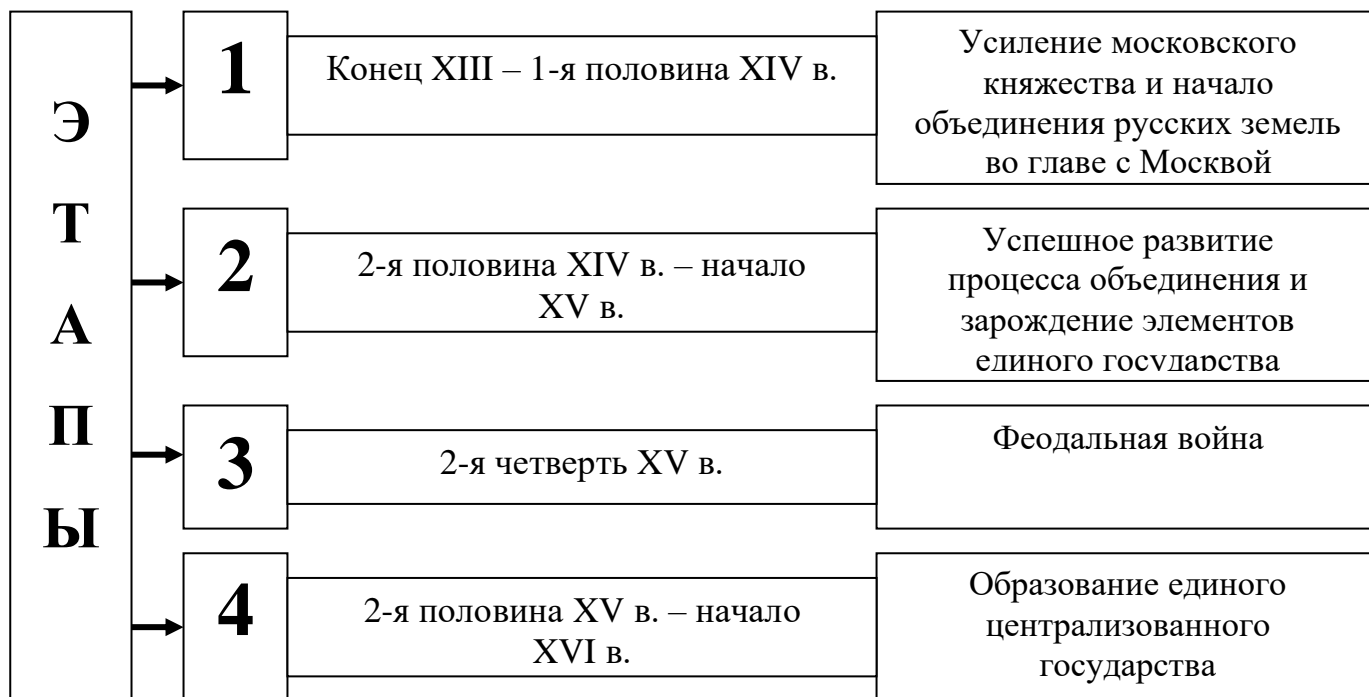 ЭТАПЫ
1
Конец XIII – 1-я половина XIV в.
Усиление московского
княжества и начало
объединения русских земель
во главе с Москвой
2
2-я половина XIV в. – начало
XV в.
Успешное развитие
процесса объединения и
зарождение элементов
единого государства
3
2-я четверть XV в.
Феодальная война
4
2-я половина XV в. – начало
XVI в.
Образование единого
централизованного
государства